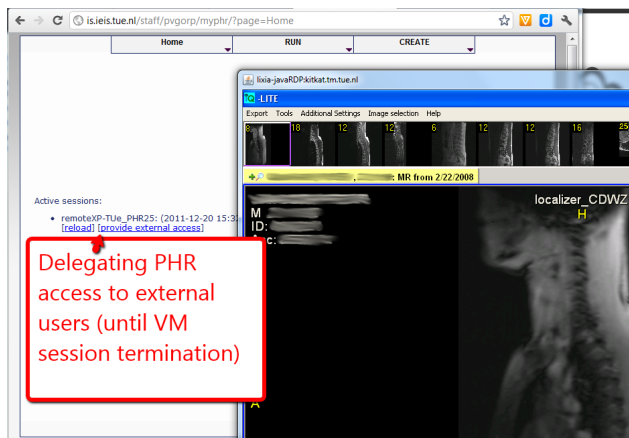 is.ieis.tue.nl/staff/pvgorp/myphr/?page=Home
Home RUN CREATE
lixia-javaRDP:kitkat.tm.tue.nl
-LITE
Export Tools Additional Settings Image selection Help
8 18 12 12 6 12 12 16 25
, : MR from 2/22/2008
localizer_CDWZ
H
M
ID:
c:
Active sessions:
remoteXP-TUe_PHR25: (2011-12-20 15:3
[reload] [provide external access]
Delegating PHR
access to external
users (until VM
session termination)
A